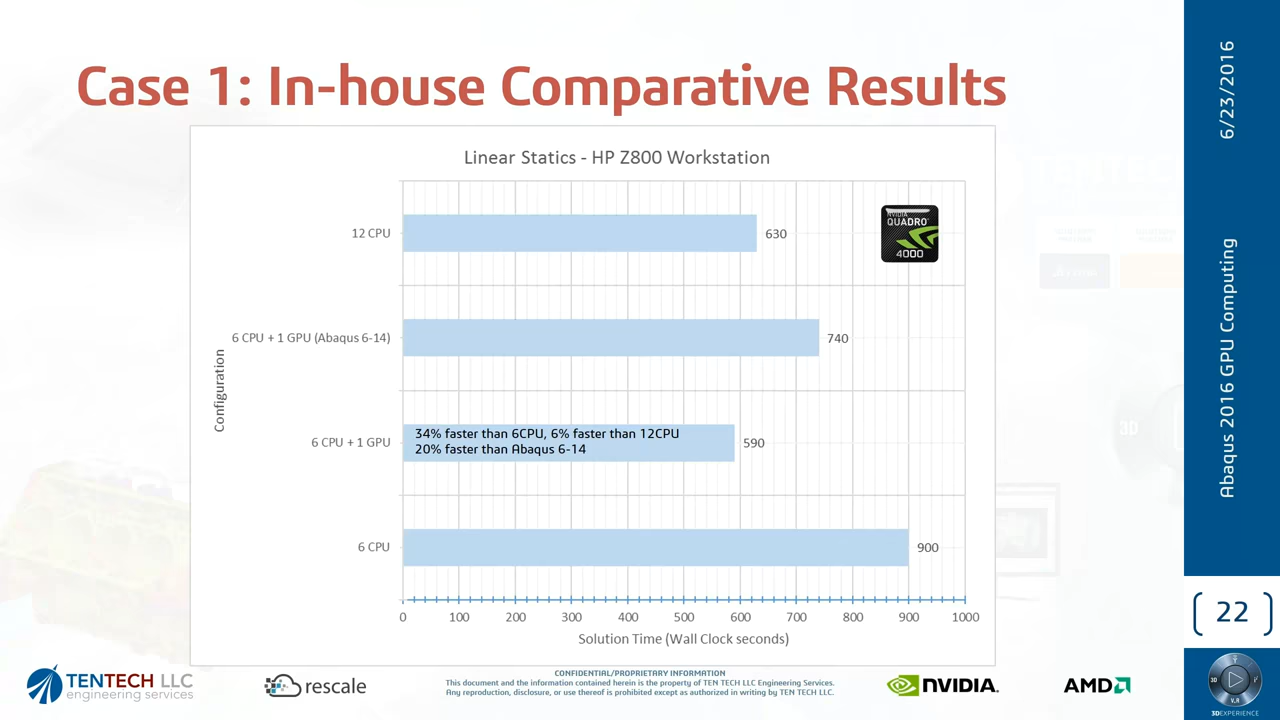 Case 1: In-house Comparative Results
Linear Statics - HP Z800 Workstation
12 CPU
630
NVIDIA
QUADRO
4000
6 CPU + 1 GPU (Abaqus 6-14)
740
Configuration
6 CPU + 1 GPU
34% faster than 6CPU, 6% faster than 12CPU
20% faster than Abaqus 6-14
590
6 CPU
900
0 100 200 300 400 500 600 700 800 900 1000
Solution Time (Wall Clock seconds)
6/23/2016
Abaqus 2016 GPU Computing
22
TENTECH LLC
engineering services
rescale
CONFIDENTIAL/PROPRIETARY INFORMATION
This document and the information contained herein is the property of TEN TECH LLC Engineering Services.
Any reproduction, disclosure, or use thereof is prohibited except as authorized in writing by TEN TECH LLC.
NVIDIA.
AMD
3D
V.R
3DEXPERIENCE
3D